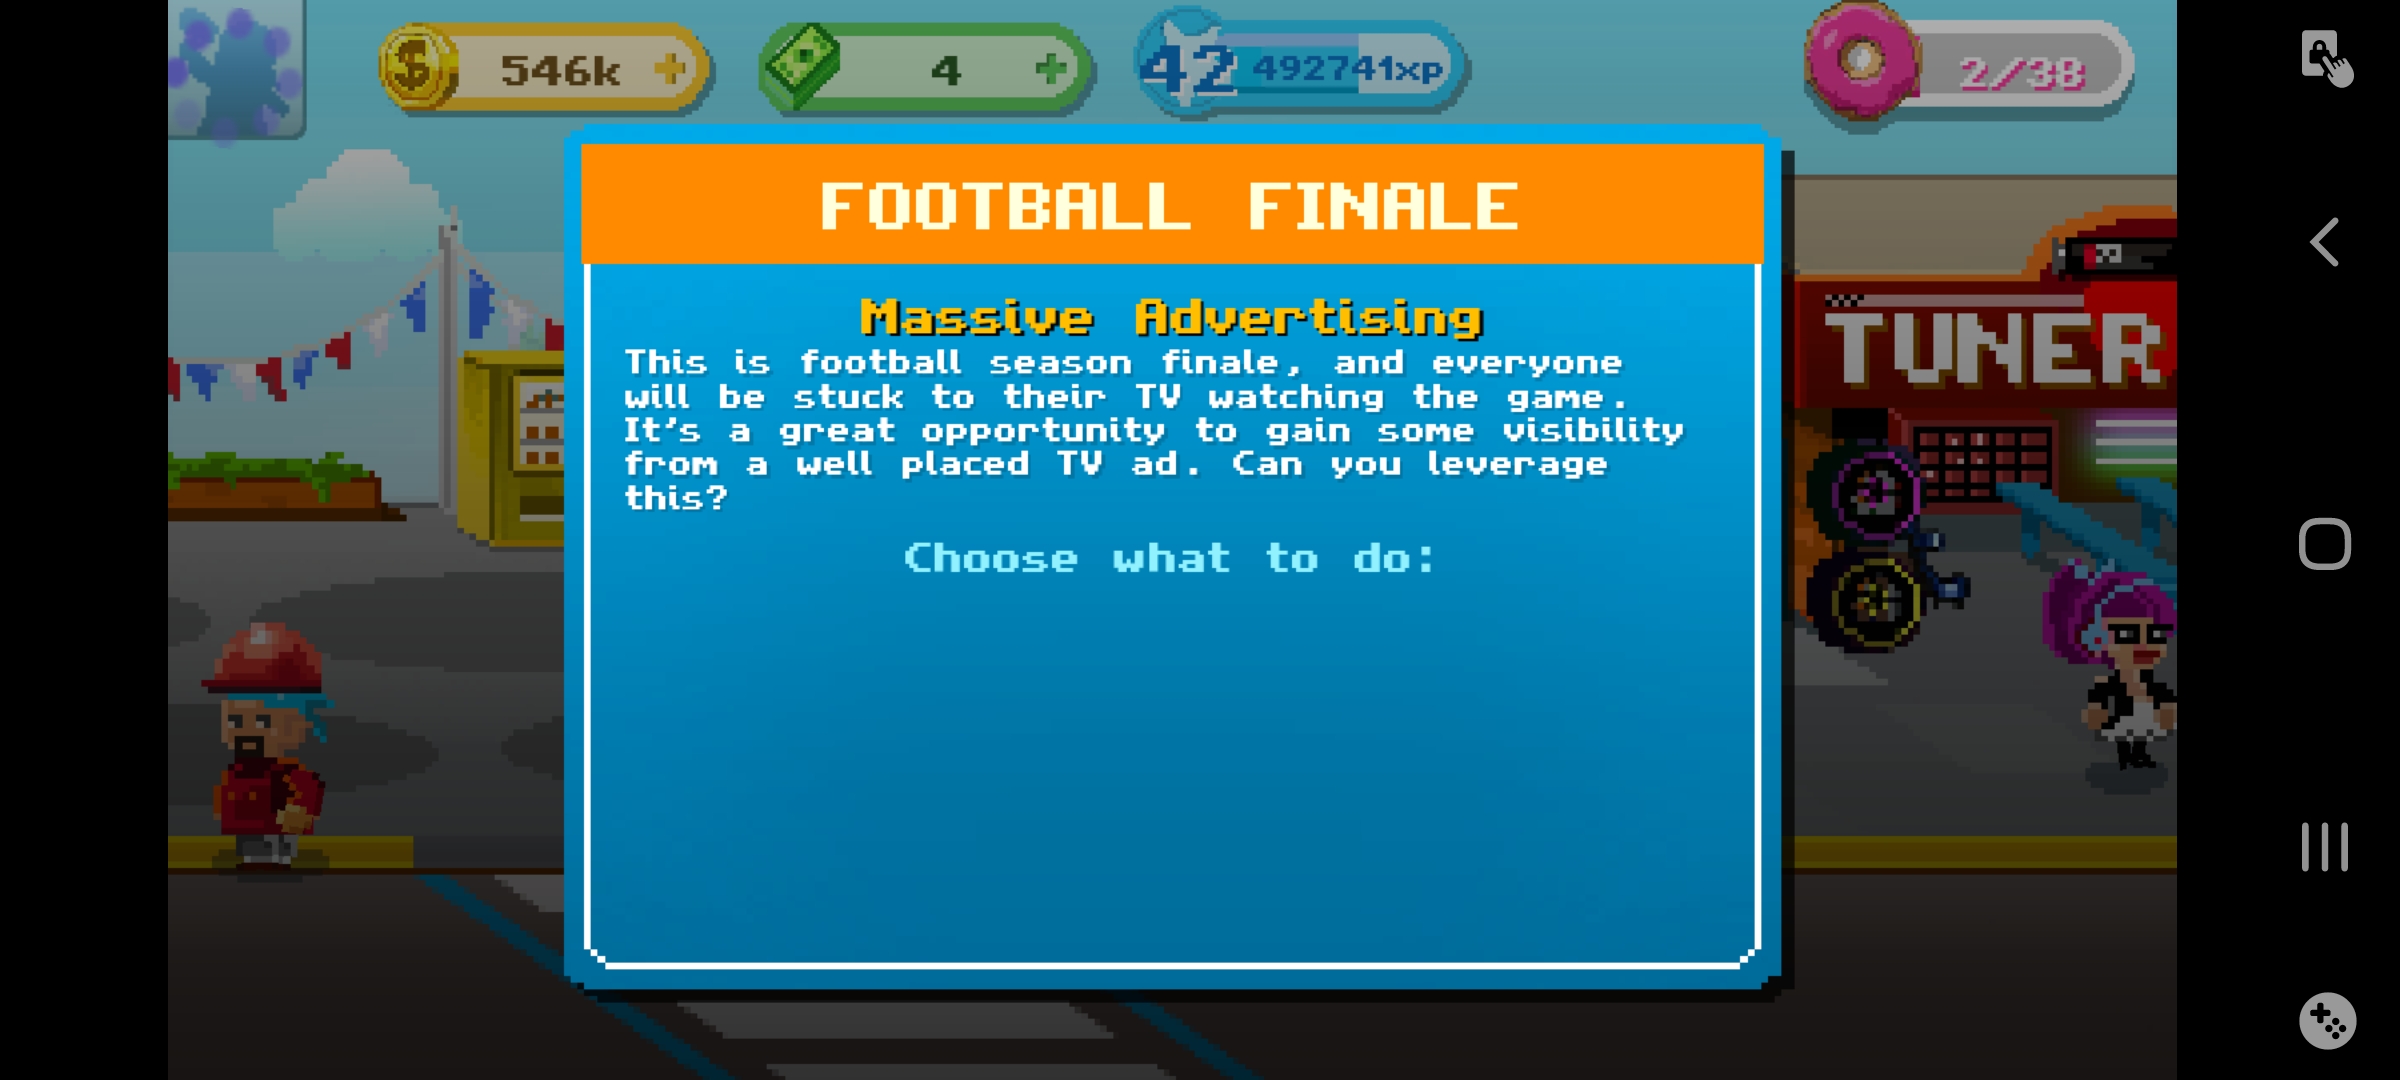 546k
4
42 492741xp
2/38
FOOTBALL FINALE
Massive Advertising
This is football season finale, and everyone
will be stuck to their TV watching the game.
It's a great opportunity to gain some visibility
from a well placed TV ad. Can you leverage
this?
Choose what to do:
TUNER